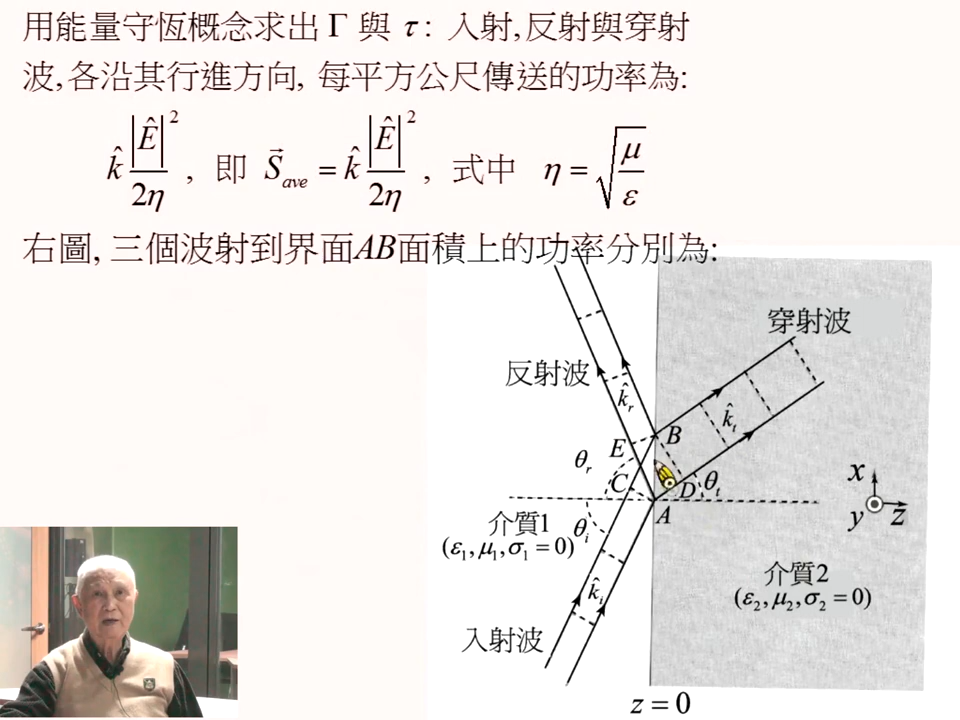 用能量守恆概念求出 Γ 與 τ : 入射,反射與穿射
波,各沿其行進方向, 每平方公尺傳送的功率為:
k̂ |Ê|² / 2η , 即 S⃗ave = k̂ |Ê|² / 2η , 式中 η = √(μ/ε)
右圖, 三個波射到界面AB面積上的功率分別為:
穿射波
反射波
k̂r
k̂t
B
E
θr
C
D
θt
A
x
y
z
介質1
(ε1, μ1, σ1 = 0)
θi
介質2
(ε2, μ2, σ2 = 0)
k̂i
入射波
z = 0